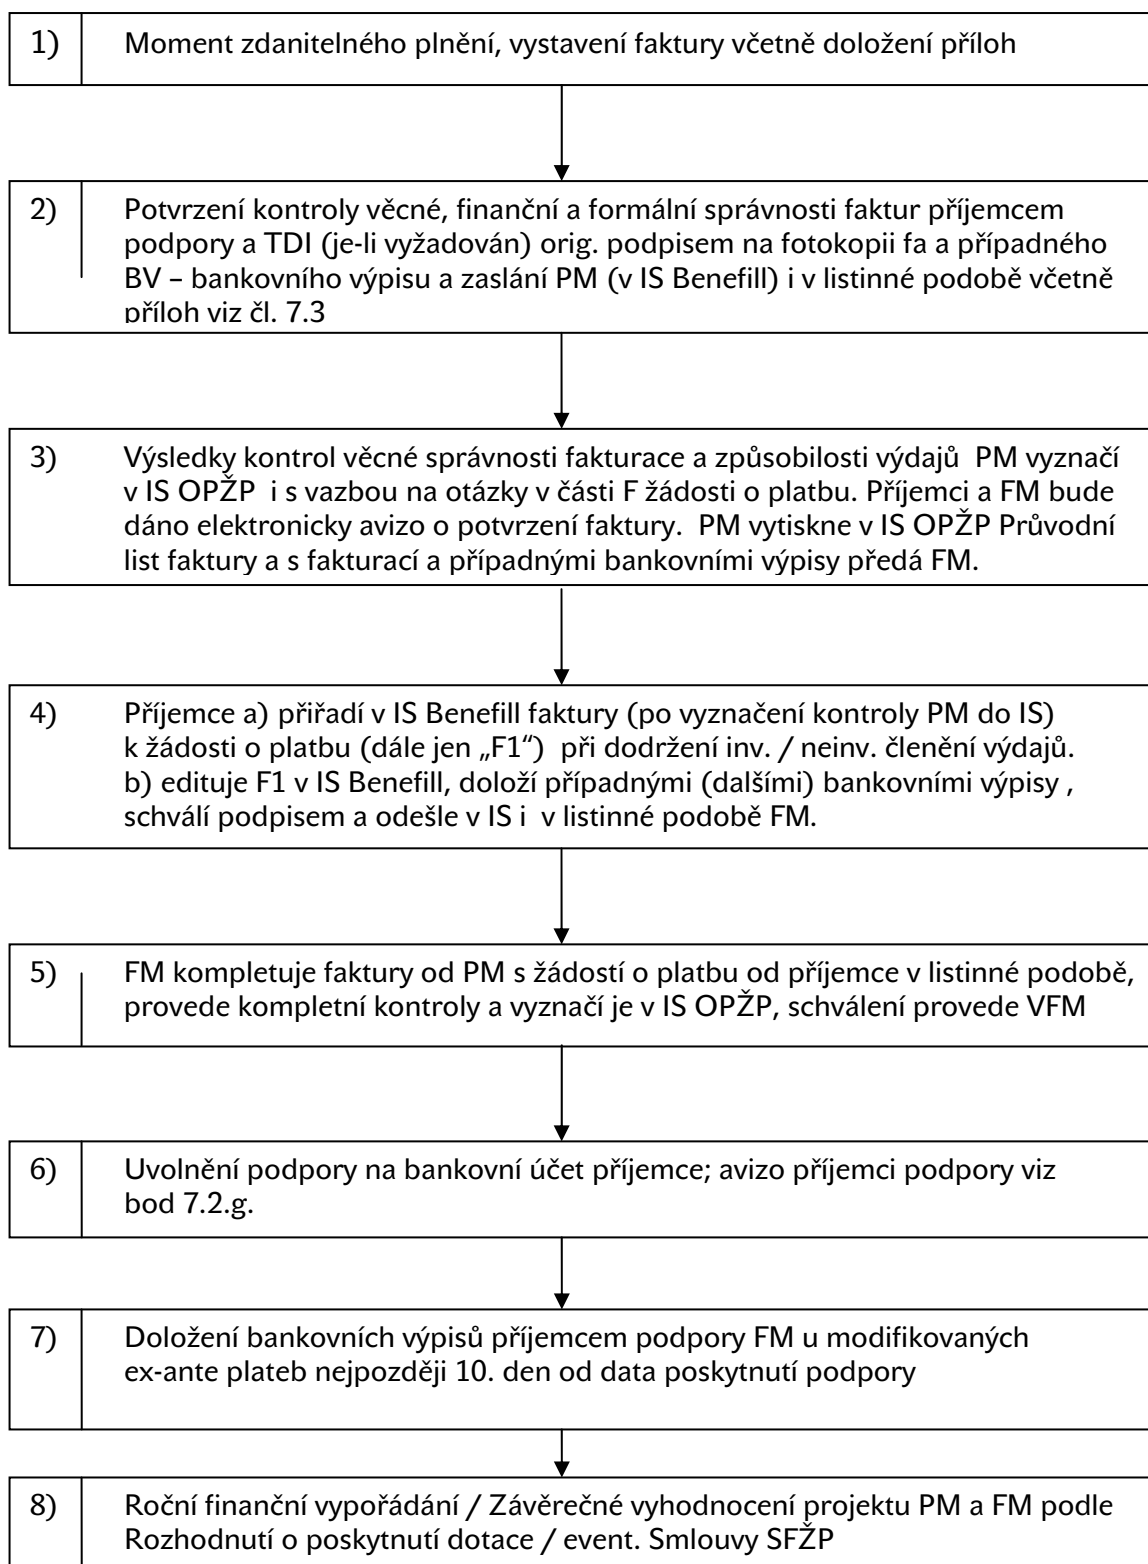 1) Moment zdanitelného plnění, vystavení faktury včetně doložení příloh
2) Potvrzení kontroly věcné, finanční a formální správnosti faktur příjemcem
podpory a TDI (je-li vyžadován) orig. podpisem na fotokopii fa a případného
BV – bankovního výpisu a zaslání PM (v IS Benefill) i v listinné podobě včetně
příloh viz čl. 7.3
3) Výsledky kontrol věcné správnosti fakturace a způsobilosti výdajů PM vyznačí
v IS OPŽP i s vazbou na otázky v části F žádosti o platbu. Příjemci a FM bude
dáno elektronicky avizo o potvrzení faktury. PM vytiskne v IS OPŽP Průvodní
list faktury a s fakturací a případnými bankovními výpisy předá FM.
4) Příjemce a) přiřadí v IS Benefill faktury (po vyznačení kontroly PM do IS)
k žádosti o platbu (dále jen „F1“) při dodržení inv. / neinv. členění výdajů.
b) edituje F1 v IS Benefill, doloží případnými (dalšími) bankovními výpisy ,
schválí podpisem a odešle v IS i v listinné podobě FM.
5) FM kompletuje faktury od PM s žádostí o platbu od příjemce v listinné podobě,
provede kompletní kontroly a vyznačí je v IS OPŽP, schválení provede VFM
6) Uvolnění podpory na bankovní účet příjemce; avizo příjemci podpory viz
bod 7.2.g.
7) Doložení bankovních výpisů příjemcem podpory FM u modifikovaných
ex-ante plateb nejpozději 10. den od data poskytnutí podpory
8) Roční finanční vypořádání / Závěrečné vyhodnocení projektu PM a FM podle
Rozhodnutí o poskytnutí dotace / event. Smlouvy SFŽP